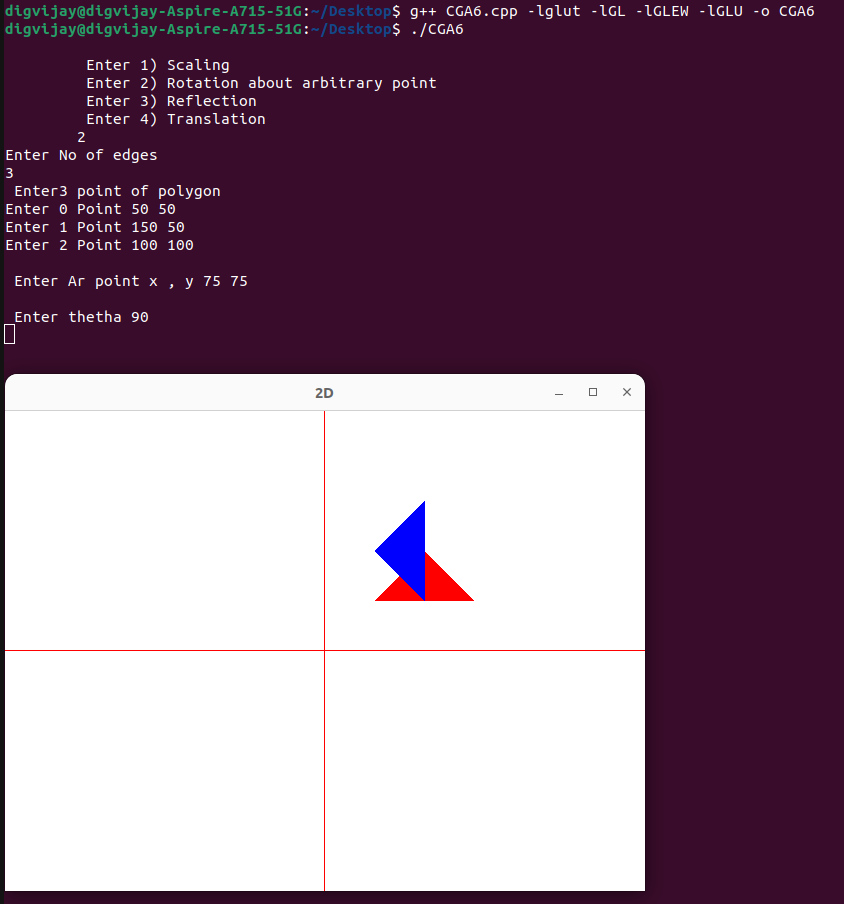 digvijay@digvijay-Aspire-A715-51G:~/Desktop$ g++ CGA6.cpp -lglut -lGL -lGLEW -lGLU -o CGA6
digvijay@digvijay-Aspire-A715-51G:~/Desktop$ ./CGA6
Enter 1) Scaling
Enter 2) Rotation about arbitrary point
Enter 3) Reflection
Enter 4) Translation
2
Enter No of edges
3
Enter3 point of polygon
Enter 0 Point 50 50
Enter 1 Point 150 50
Enter 2 Point 100 100
Enter Ar point x , y 75 75
Enter thetha 90
2D